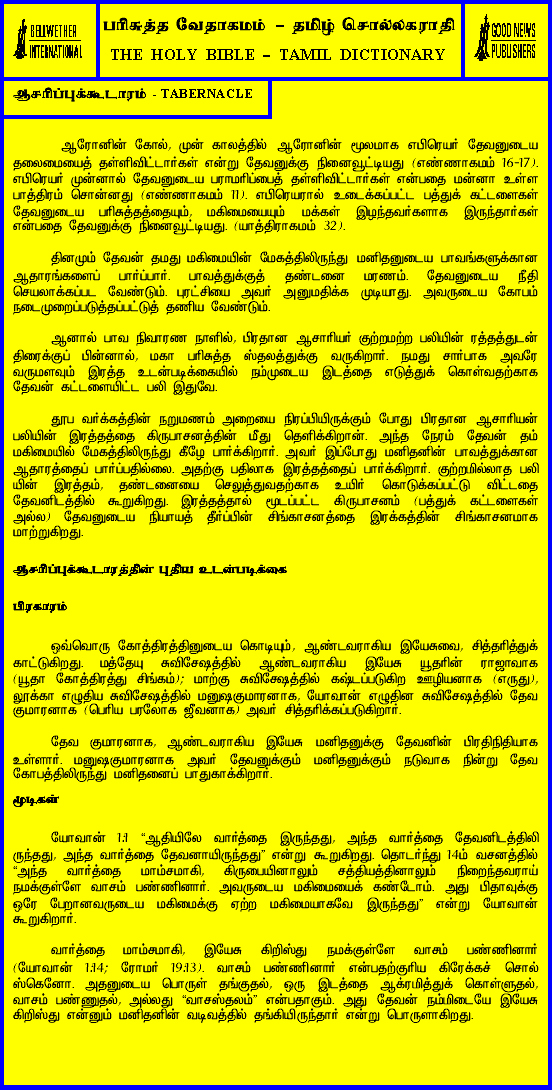 BELLWETHER
INTERNATIONAL
பரிசுத்த வேதாகமம் – தமிழ் சொல்லகராதி
THE HOLY BIBLE – TAMIL DICTIONARY
GOOD NEWS
PUBLISHERS
ஆசரிப்புக்கூடாரம் - TABERNACLE
ஆரோனின் கோல், முன் காலத்தில் ஆரோனின் மூலமாக எபிரெயர் தேவனுடைய
தலைமையைத் தள்ளிவிட்டார்கள் என்று தேவனுக்கு நினைவூட்டியது (எண்ணாகமம் 16-17).
எபிரெயர் முன்னால் தேவனுடைய பராமரிப்பைத் தள்ளிவிட்டார்கள் என்பதை மன்னா உள்ள
பாத்திரம் சொன்னது (எண்ணாகமம் 11). எபிரெயரால் உடைக்கப்பட்ட பத்துக் கட்டளைகள்
தேவனுடைய பரிசுத்தத்தையும், மகிமையையும் மக்கள் இழந்தவர்களாக இருந்தார்கள்
என்பதை தேவனுக்கு நினைவூட்டியது. (யாத்திராகமம் 32).
தினமும் தேவன் தமது மகிமையின் மேகத்திலிருந்து மனிதனுடைய பாவங்களுக்கான
ஆதாரங்களைப் பார்ப்பார். பாவத்துக்குத் தண்டனை மரணம். தேவனுடைய நீதி
செயலாக்கப்பட வேண்டும். புரட்சியை அவர் அனுமதிக்க முடியாது. அவருடைய கோபம்
நடைமுறைப்படுத்தப்பட்டுத் தணிய வேண்டும்.
ஆனால் பாவ நிவாரண நாளில், பிரதான ஆசாரியர் குற்றமற்ற பலியின் ரத்தத்துடன்
திரைக்குப் பின்னால், மகா பரிசுத்த ஸ்தலத்துக்கு வருகிறார். நமது சார்பாக அவரே
வருமளவும் இரத்த உடன்படிக்கையில் நம்முடைய இடத்தை எடுத்துக் கொள்வதற்காக
தேவன் கட்டளையிட்ட பலி இதுவே.
தூப வர்க்கத்தின் நறுமணம் அறையை நிரப்பியிருக்கும் போது பிரதான ஆசாரியன்
பலியின் இரத்தத்தை கிருபாசனத்தின் மீது தெளிக்கிறான். அந்த நேரம் தேவன் தம்
மகிமையில் மேகத்திலிருந்து கீழே பார்க்கிறார். அவர் இப்போது மனிதனின் பாவத்துக்கான
ஆதாரத்தைப் பார்ப்பதில்லை. அதற்கு பதிலாக இரத்தத்தைப் பார்க்கிறார். குற்றமில்லாத பலி
யின் இரத்தம், தண்டனையை செலுத்துவதற்காக உயிர் கொடுக்கப்பட்டு விட்டதை
தேவனிடத்தில் கூறுகிறது. இரத்தத்தால் மூடப்பட்ட கிருபாசனம் (பத்துக் கட்டளைகள்
அல்ல) தேவனுடைய நியாயத் தீர்ப்பின் சிங்காசனத்தை இரக்கத்தின் சிங்காசனமாக
மாற்றுகிறது.
ஆசரிப்புக்கூடாரத்தின் புதிய உடன்படிக்கை
பிரகாரம்
ஒவ்வொரு கோத்திரத்தினுடைய கொடியும், ஆண்டவராகிய இயேசுவை, சித்தரித்துக்
காட்டுகிறது. மத்தேயு சுவிசேஷத்தில் ஆண்டவராகிய இயேசு யூதரின் ராஜாவாக
(யூதா கோத்திரத்து சிங்கம்); மாற்கு சுவிசேஷத்தில் கஷ்டப்படுகிற ஊழியனாக (எருது),
லூக்கா எழுதிய சுவிசேஷத்தில் மனுஷகுமாரனாக, யோவான் எழுதின சுவிசேஷத்தில் தேவ
குமாரனாக (பெரிய பரலோக ஜீவனாக) அவர் சித்தரிக்கப்படுகிறார்.
தேவ குமாரனாக, ஆண்டவராகிய இயேசு மனிதனுக்கு தேவனின் பிரதிநிதியாக
உள்ளார். மனுஷகுமாரனாக அவர் தேவனுக்கும் மனிதனுக்கும் நடுவாக நின்று தேவ
கோபத்திலிருந்து மனிதனைப் பாதுகாக்கிறார்.
மூடிகள்
யோவான் 1:1 “ஆதியிலே வார்த்தை இருந்தது, அந்த வார்த்தை தேவனிடத்தி
ருந்தது, அந்த வார்த்தை தேவனாயிருந்தது” என்று கூறுகிறது. தொடர்ந்து 14ம் வசனத்தில்
“அந்த வார்த்தை மாம்சமாகி, கிருபையினாலும் சத்தியத்தினாலும் நிறைந்தவராய்
நமக்குள்ளே வாசம் பண்ணினார். அவருடைய மகிமையைக் கண்டோம். அது பிதாவுக்கு
ஒரே பேறானவருடைய மகிமைக்கு ஏற்ற மகிமையாகவே இருந்தது” என்று யோவான்
கூறுகிறார்.
வார்த்தை மாம்சமாகி, இயேசு கிறிஸ்து நமக்குள்ளே வாசம் பண்ணினார்
(யோவான் 1:14; ரோமர் 19:13). வாசம் பண்ணினார் என்பதற்குரிய கிரேக்கச் சொல்
ஸ்கெனோ. அதனுடைய பொருள் தங்குதல், ஒரு இடத்தை ஆக்ரமித்துக் கொள்ளுதல்,
வாசம் பண்ணுதல், அல்லது “வாசஸ்தலம்” என்பதாகும். அது தேவன் நம்மிடையே இயேசு
கிறிஸ்து என்னும் மனிதனின் வடிவத்தில் தங்கியிருந்தார் என்று பொருளாகிறது.